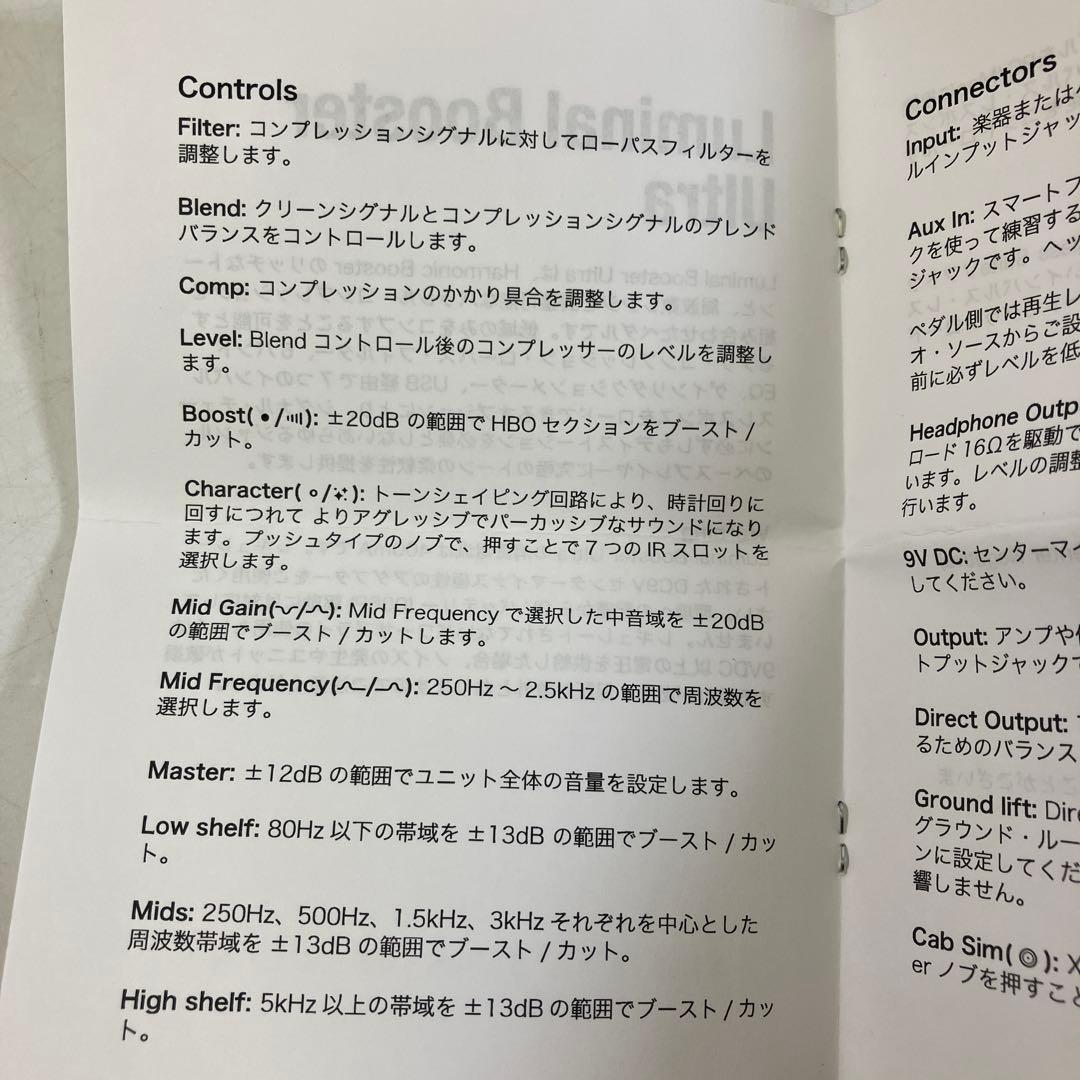 Controls
Filter: コンプレッションシグナルに対してローパスフィルターを
調整します。
Blend: クリーンシグナルとコンプレッションシグナルのブレンド
バランスをコントロールします。
Comp: コンプレッションのかかり具合を調整します。
Level: Blend コントロール後のコンプレッサーのレベルを調整し
ます。
Boost( • / ): ±20dB の範囲で HBO セクションをブースト /
カット。
Character( ∘ / ): トーンシェイピング回路により、時計回りに
回すにつれて よりアグレッシブでパーカッシブなサウンドになり
ます。プッシュタイプのノブで、押すことで 7 つの IR スロットを
選択します。
Mid Gain( / ): Mid Frequency で選択した中音域を ±20dB
の範囲でブースト / カットします。
Mid Frequency( / ): 250Hz 〜 2.5kHz の範囲で周波数を
選択します。
Master: ±12dB の範囲でユニット全体の音量を設定します。
Low shelf: 80Hz 以下の帯域を ±13dB の範囲でブースト / カッ
ト。
Mids: 250Hz、500Hz、1.5kHz、3kHz それぞれを中心とした
周波数帯域を ±13dB の範囲でブースト / カット。
High shelf: 5kHz 以上の帯域を ±13dB の範囲でブースト / カッ
ト。
Connectors
Input: 楽器または
ルインプットジャッ
Aux In: スマートフ
クを使って練習する
ジャックです。ヘッ
ペダル側では再生レ
オ・ソースからご設
前に必ずレベルを低
Headphone Outp
ロード 16Ωを駆動で
います。レベルの調整
行います。
9V DC: センターマイ
してください。
Output: アンプや
トプットジャックで
Direct Output:
るためのバランス
Ground lift: Dire
グラウンド・ルー
ンに設定してくだ
響しません。
Cab Sim( ◎ ): X
er ノブを押すこと